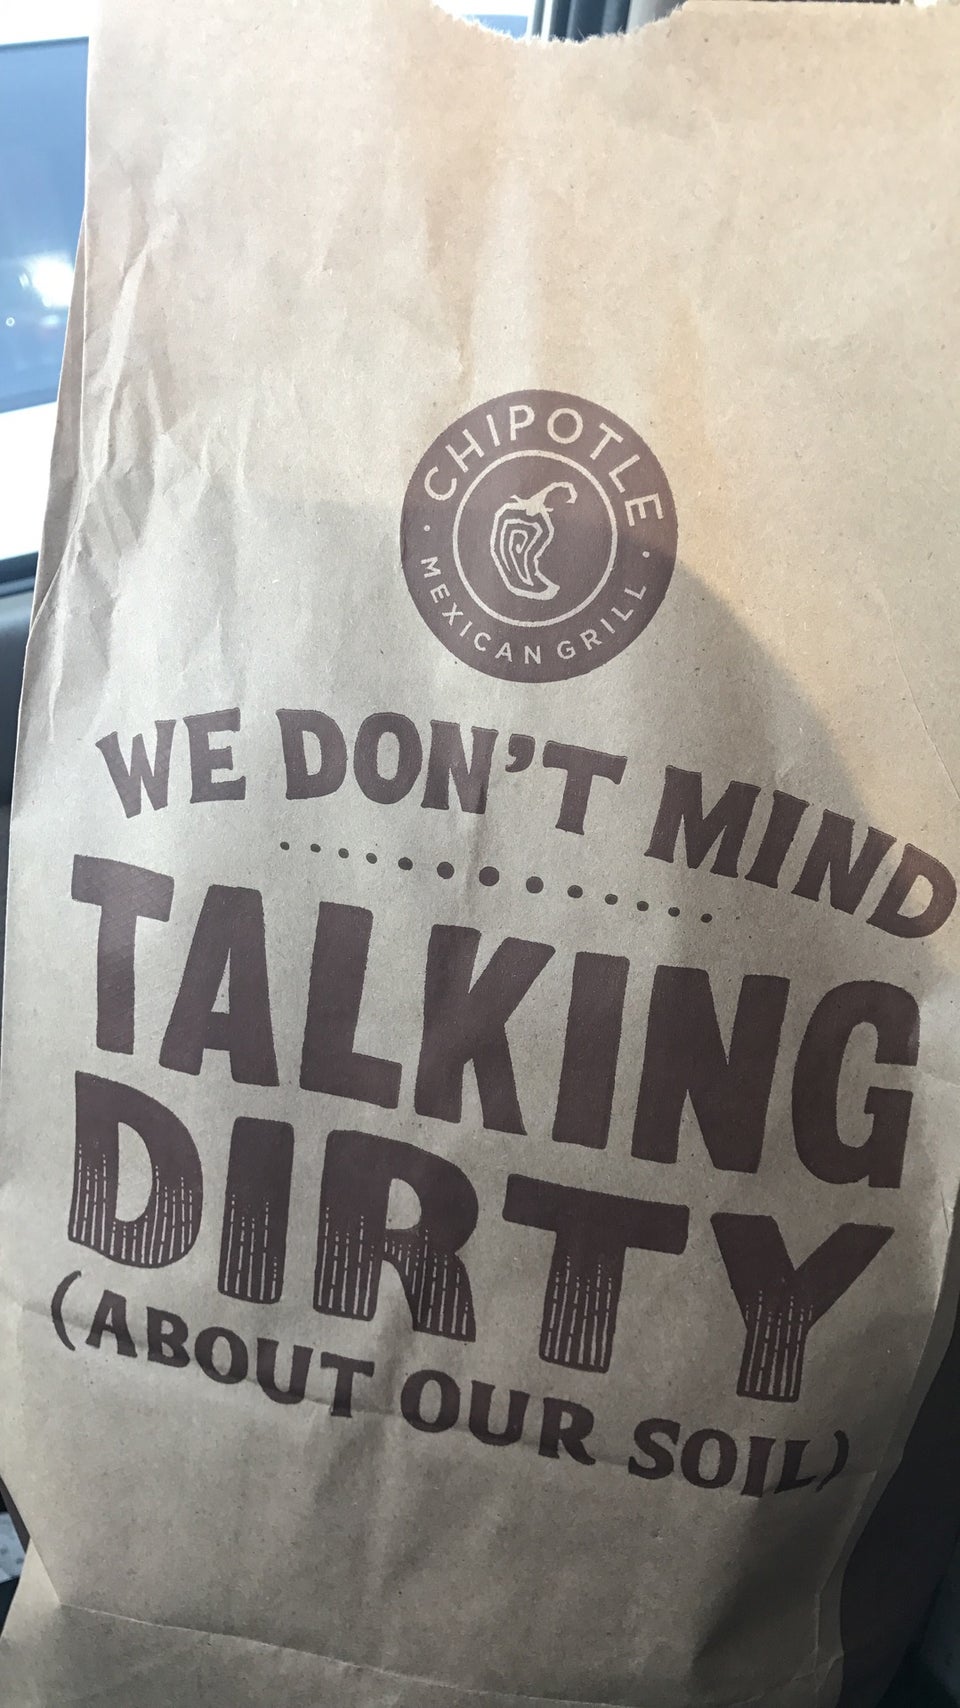 CHIPOTLE
MEXICAN GRILL
WE DON'T MIND
TALKING
DIRTY
(ABOUT OUR SOIL)